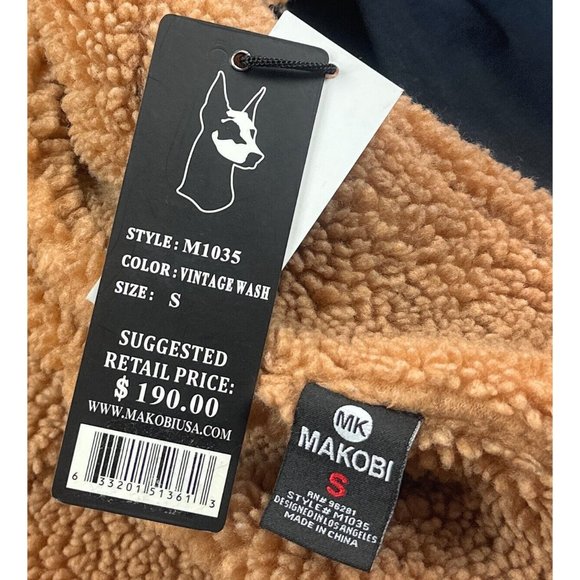 STYLE: M1035
COLOR: VINTAGE WASH
SIZE: S
SUGGESTED
RETAIL PRICE:
$ 190.00
WWW.MAKOBIUSA.COM
6 33201 51361 3
MK
MAKOBI
S
RN# 96281
STYLE# M1035
DESIGNED IN LOS ANGELES
MADE IN CHINA